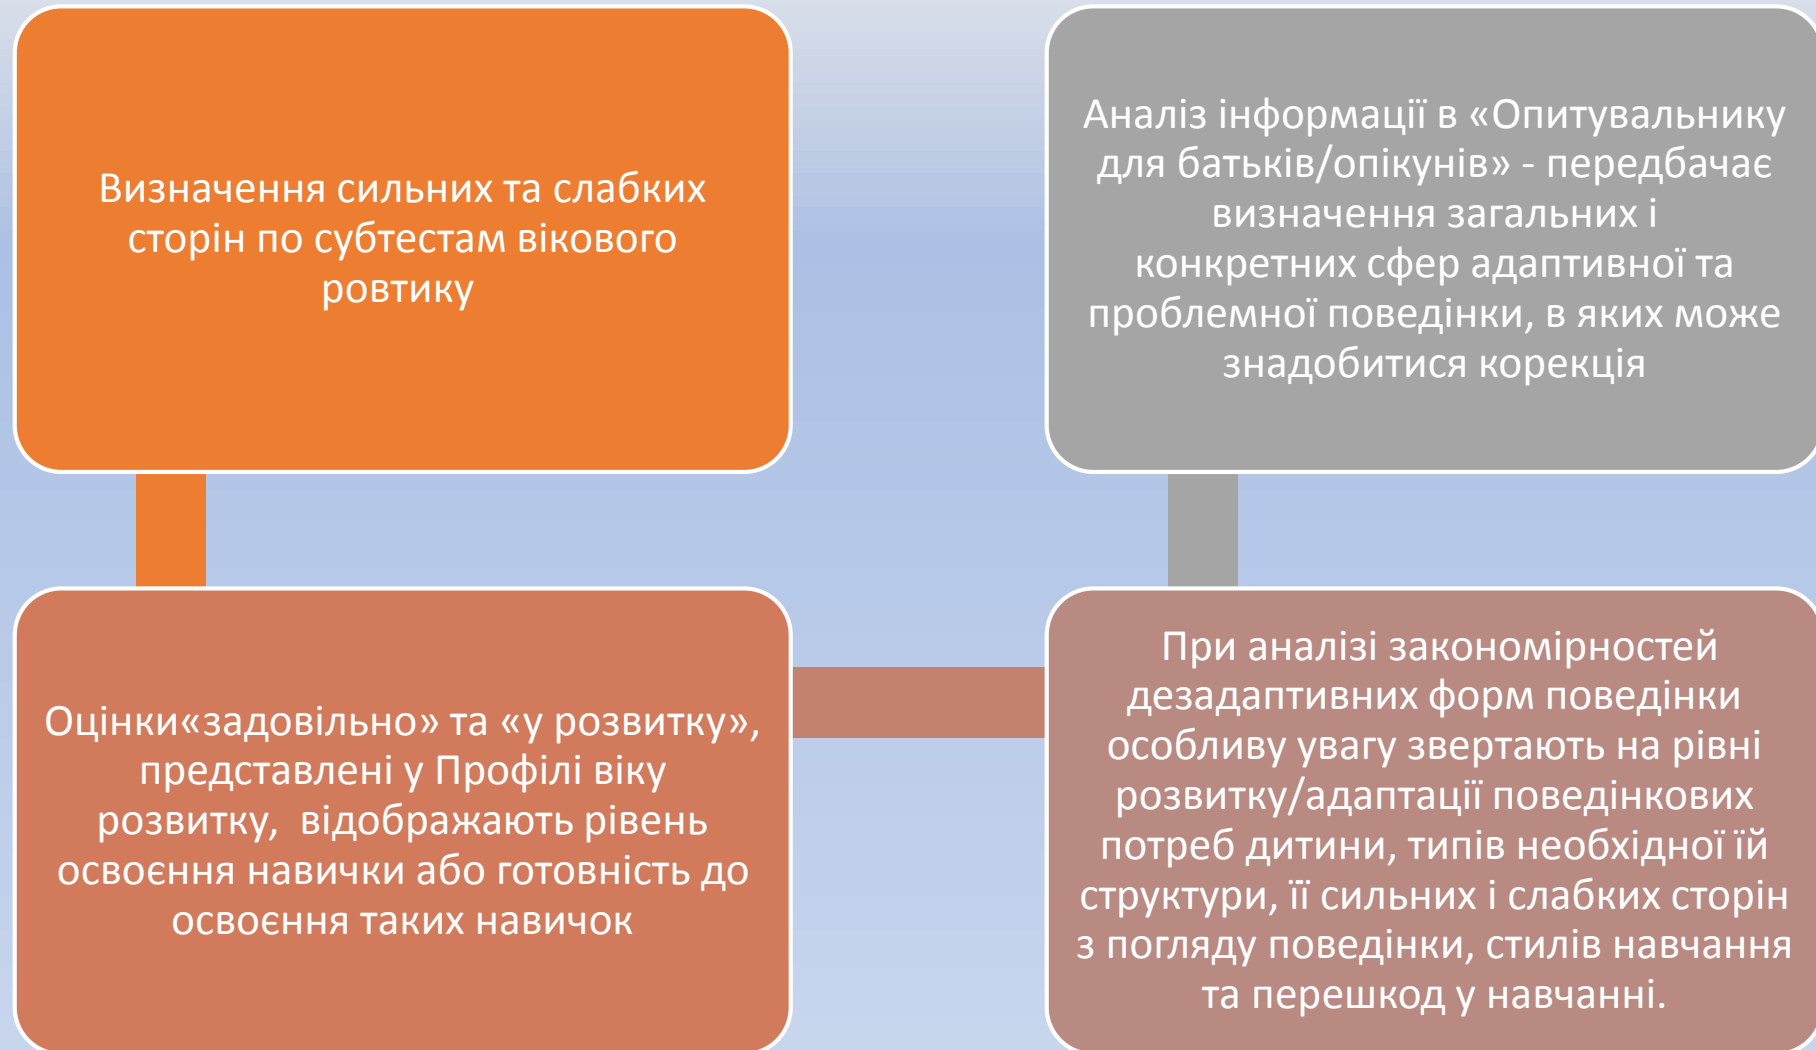 Визначення сильних та слабких
сторін по субтестам вікового
ровтику
Оцінки«задовільно» та «у розвитку»,
представлені у Профілі віку
розвитку, відображають рівень
освоєння навички або готовність до
освоєння таких навичок
При аналізі закономірностей
дезадаптивних форм поведінки
особливу увагу звертають на рівні
розвитку/адаптації поведінкових
потреб дитини, типів необхідної їй
структури, її сильних і слабких сторін
з погляду поведінки, стилів навчання
та перешкод у навчанні.
Аналіз інформації в «Опитувальнику
для батьків/опікунів» - передбачає
визначення загальних і
конкретних сфер адаптивної та
проблемної поведінки, в яких може
знадобитися корекція